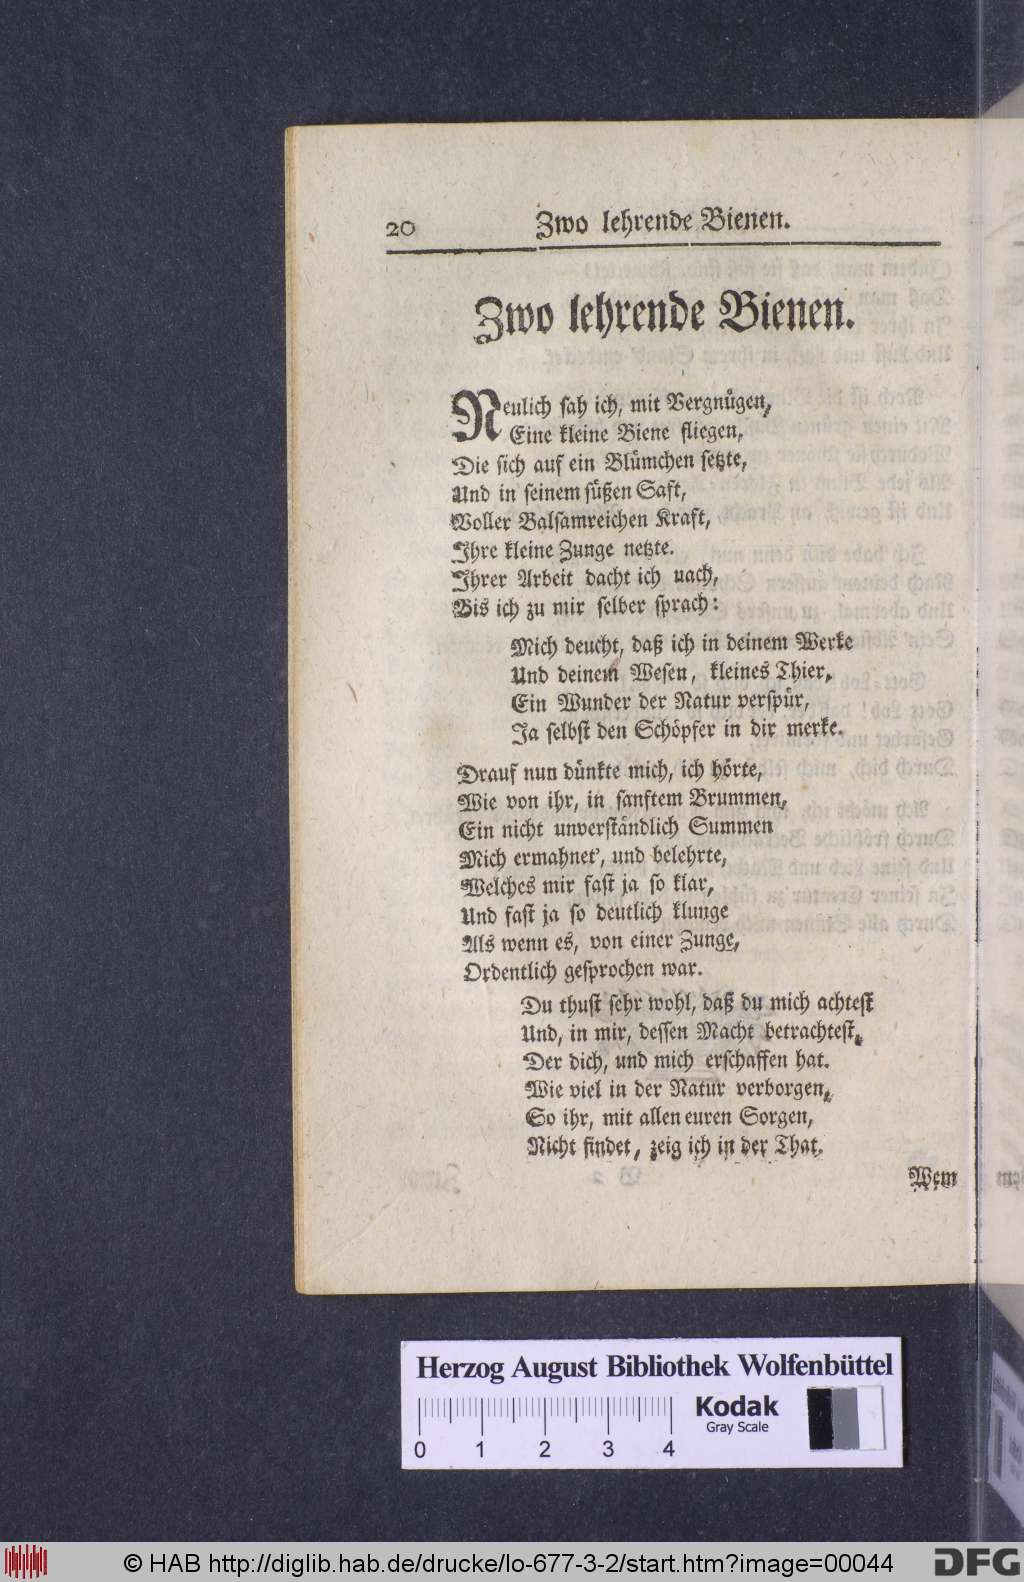 20 Zwo lehrende Bienen.
Zwo lehrende Bienen.
Neulich sah ich, mit Vergnügen,
Eine kleine Biene fliegen,
Die sich auf ein Blümchen setzte,
Und in seinem süßen Saft,
Voller Balsamreichen Kraft,
Ihre kleine Zunge netzte.
Ihrer Arbeit dacht ich nach,
Bis ich zu mir selber sprach:
Mich deucht, daß ich in deinem Werke
Und deinem Wesen, kleines Thier,
Ein Wunder der Natur verspür,
Ja selbst den Schöpfer in dir merke.
Drauf nun dünkte mich, ich hörte,
Wie von ihr, in sanftem Brummen,
Ein nicht unverständlich Summen
Mich ermahnet', und belehrte,
Welches mir fast ja so klar,
Und fast ja so deutlich klunge
Als wenn es, von einer Zunge,
Ordentlich gesprochen war.
Du thust sehr wohl, daß du mich achtest
Und, in mir, dessen Macht betrachtest,
Der dich, und mich erschaffen hat.
Wie viel in der Natur verborgen,
So ihr, mit allen euren Sorgen,
Nicht findet, zeig ich in der That.
Wem
Herzog August Bibliothek Wolfenbüttel
Kodak
Gray Scale
0 1 2 3 4
© HAB http://diglib.hab.de/drucke/lo-677-3-2/start.htm?image=00044
DFG